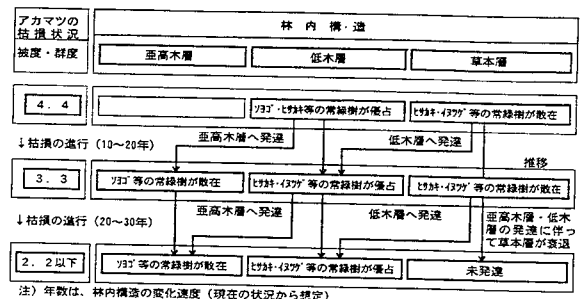 アカマツの
枯損状況
林内構・造
被度・群度
亜高木層
低木層
草本層
4.4
ｿﾖｺﾞ・ﾋｻｶｷ等の常緑樹が優占
ﾋｻｶｷ・ｲﾇﾂｹﾞ等の常緑樹が散在
↓枯損の進行（10〜20年）
亜高木層へ発達
低木層へ発達
推移
3.3
ｿﾖｺﾞ等の常緑樹が散在
ﾋｻｶｷ・ｲﾇﾂｹﾞ等の常緑樹が優占
ﾋｻｶｷ・ｲﾇﾂｹﾞ等の常緑樹が散在
↓枯損の進行（20〜30年）
亜高木層へ発達
低木層へ発達
亜高木層・低木
層の発達に伴っ
て草本層が衰退
2.2以下
ｿﾖｺﾞ等の常緑樹が散在
ﾋｻｶｷ・ｲﾇﾂｹﾞ等の常緑樹が優占
未発達
注）年数は、林内構造の変化速度（現在の状況から想定）